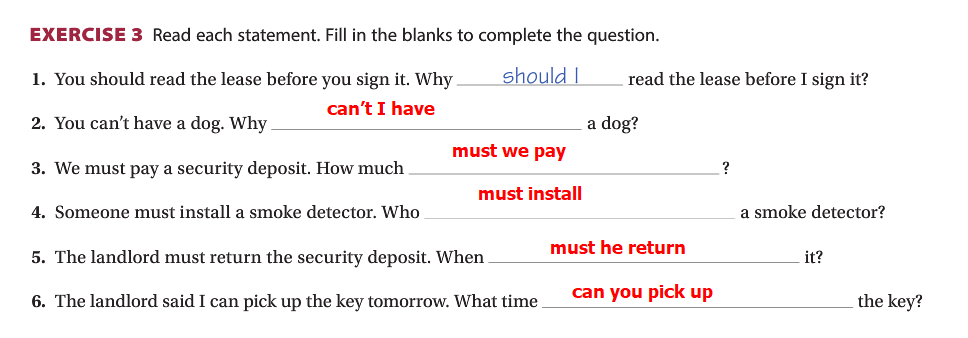 EXERCISE 3 Read each statement. Fill in the blanks to complete the question.
1. You should read the lease before you sign it. Why should I read the lease before I sign it?
2. You can't have a dog. Why can't I have a dog?
3. We must pay a security deposit. How much must we pay ?
4. Someone must install a smoke detector. Who must install a smoke detector?
5. The landlord must return the security deposit. When must he return it?
6. The landlord said I can pick up the key tomorrow. What time can you pick up the key?